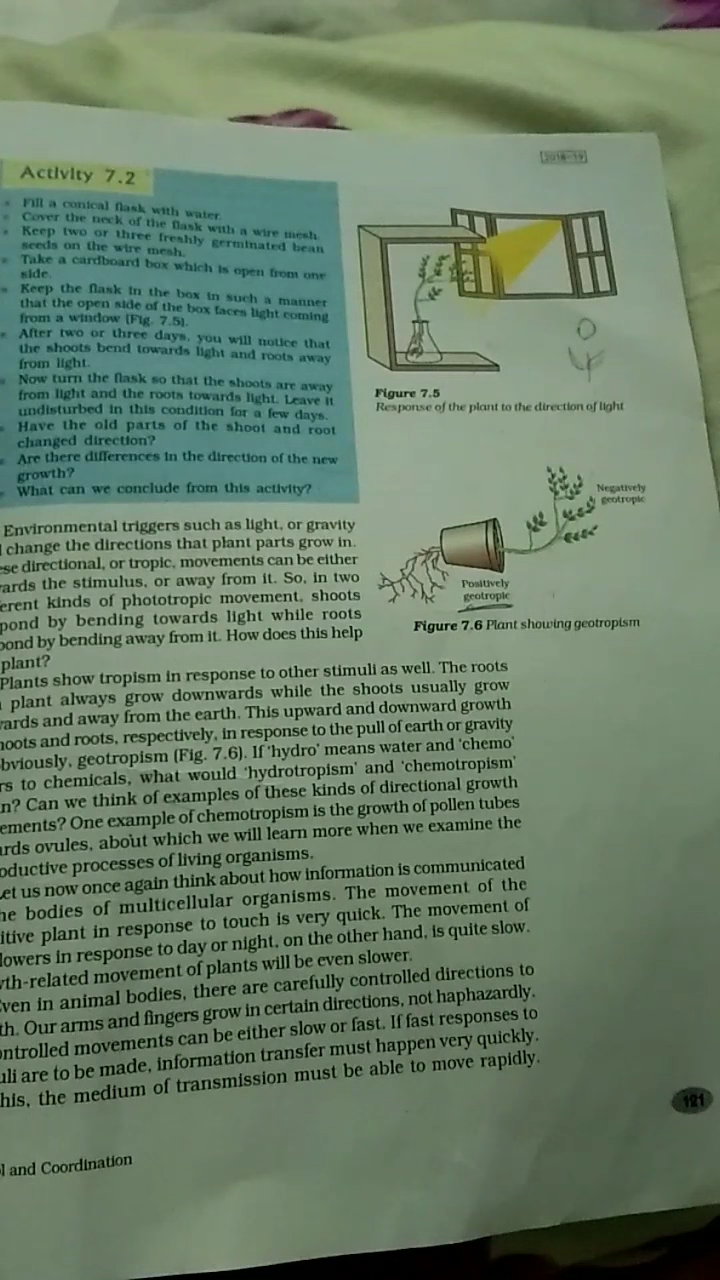 2018-19
Activity 7.2
Fill a conical flask with water.
Cover the neck of the flask with a wire mesh.
Keep two or three freshly germinated bean
seeds on the wire mesh.
Take a cardboard box which is open from one
side.
Keep the flask in the box in such a manner
that the open side of the box faces light coming
from a window (Fig. 7.5).
After two or three days, you will notice that
the shoots bend towards light and roots away
from light.
Now turn the flask so that the shoots are away
from light and the roots towards light. Leave it
undisturbed in this condition for a few days.
Have the old parts of the shoot and root
changed direction?
Are there differences in the direction of the new
growth?
What can we conclude from this activity?
Figure 7.5
Response of the plant to the direction of light
Negatively
geotropic
Positively
geotropic
Figure 7.6 Plant showing geotropism
Environmental triggers such as light, or gravity
change the directions that plant parts grow in.
se directional, or tropic, movements can be either
ards the stimulus, or away from it. So, in two
erent kinds of phototropic movement, shoots
pond by bending towards light while roots
pond by bending away from it. How does this help
plant?
Plants show tropism in response to other stimuli as well. The roots
plant always grow downwards while the shoots usually grow
ards and away from the earth. This upward and downward growth
hoots and roots, respectively, in response to the pull of earth or gravity
bviously, geotropism (Fig. 7.6). If 'hydro' means water and 'chemo'
rs to chemicals, what would 'hydrotropism' and 'chemotropism'
n? Can we think of examples of these kinds of directional growth
ements? One example of chemotropism is the growth of pollen tubes
ards ovules, about which we will learn more when we examine the
oductive processes of living organisms.
Let us now once again think about how information is communicated
he bodies of multicellular organisms. The movement of the
itive plant in response to touch is very quick. The movement of
lowers in response to day or night, on the other hand, is quite slow.
th-related movement of plants will be even slower.
Even in animal bodies, there are carefully controlled directions to
th. Our arms and fingers grow in certain directions, not haphazardly.
ntrolled movements can be either slow or fast. If fast responses to
uli are to be made, information transfer must happen very quickly.
his, the medium of transmission must be able to move rapidly.
121
l and Coordination